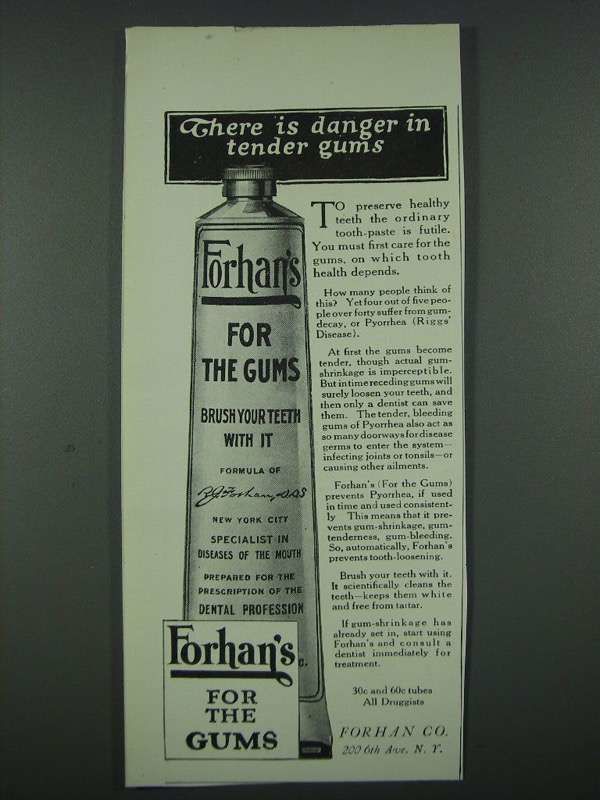 There is danger in
tender gums
Forhan's
FOR
THE GUMS
BRUSH YOUR TEETH
WITH IT
FORMULA OF
R J Forhan, D.D.S
NEW YORK CITY
SPECIALIST IN
DISEASES OF THE MOUTH
PREPARED FOR THE
PRESCRIPTION OF THE
DENTAL PROFESSION
Forhan's
FOR
THE
GUMS
TO preserve healthy
teeth the ordinary
tooth-paste is futile.
You must first care for the
gums, on which tooth
health depends.
How many people think of
this? Yet four out of five peo-
ple over forty suffer from gum-
decay, or Pyorrhea (Riggs'
Disease).
At first the gums become
tender, though actual gum-
shrinkage is imperceptible.
But in time receding gums will
surely loosen your teeth, and
then only a dentist can save
them. The tender, bleeding
gums of Pyorrhea also act as
so many doorways for disease
germs to enter the system—
infecting joints or tonsils—or
causing other ailments.
Forhan's (For the Gums)
prevents Pyorrhea, if used
in time and used consistent-
ly This means that it pre-
vents gum-shrinkage, gum-
tenderness, gum-bleeding.
So, automatically, Forhan's
prevents tooth-loosening.
Brush your teeth with it.
It scientifically cleans the
teeth—keeps them white
and free from tartar.
If gum-shrinkage has
already set in, start using
Forhan's and consult a
dentist immediately for
treatment.
30c and 60c tubes
All Druggists
FORHAN CO.
200 6th Ave. N. Y.